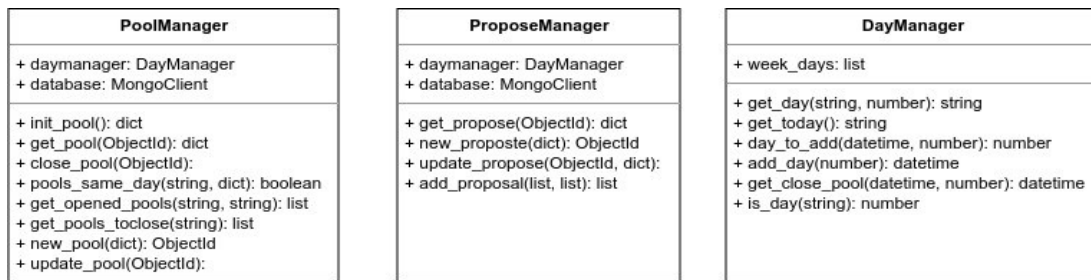 PoolManager
+ daymanager: DayManager
+ database: MongoClient
+ init_pool(): dict
+ get_pool(ObjectId): dict
+ close_pool(ObjectId):
+ pools_same_day(string, dict): boolean
+ get_opened_pools(string, string): list
+ get_pools_toclose(string): list
+ new_pool(dict): ObjectId
+ update_pool(ObjectId):
ProposeManager
+ daymanager: DayManager
+ database: MongoClient
+ get_propose(ObjectId): dict
+ new_proposte(dict): ObjectId
+ update_propose(ObjectId, dict):
+ add_proposal(list, list): list
DayManager
+ week_days: list
+ get_day(string, number): string
+ get_today(): string
+ day_to_add(datetime, number): number
+ add_day(number): datetime
+ get_close_pool(datetime, number): datetime
+ is_day(string): number